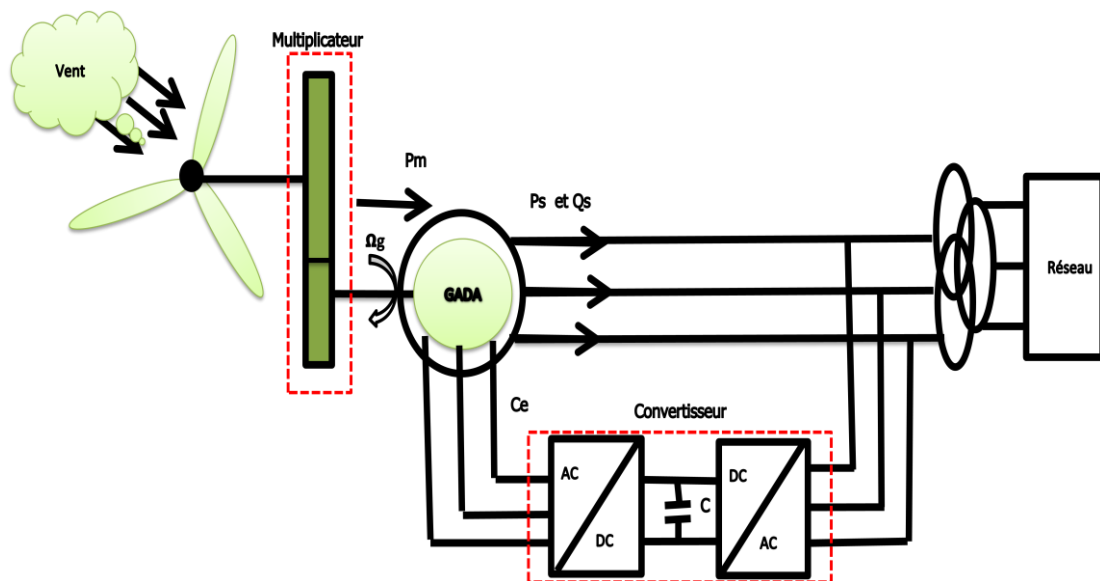 Multiplicateur
Vent
Pm
Ps et Qs
Ωg
GADA
Réseau
Ce
Convertisseur
AC
DC
C
DC
AC